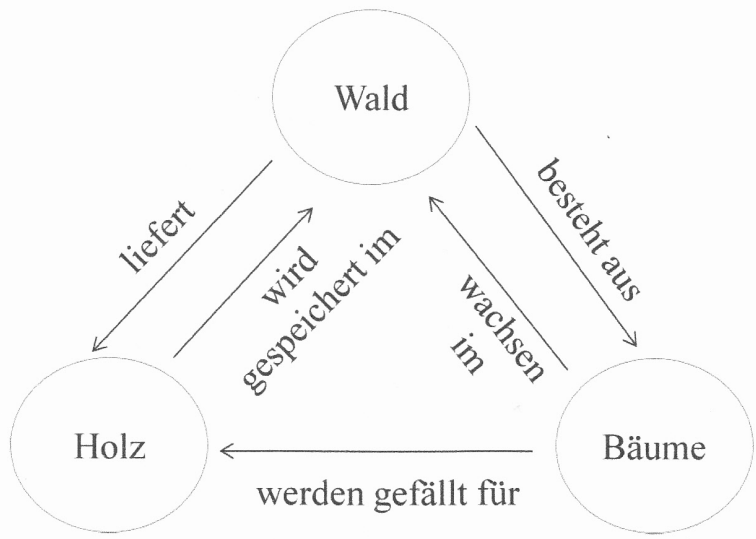 Wald
liefert
wird
gespeichert im
wachsen
im
besteht aus
Holz
Bäume
werden gefällt für